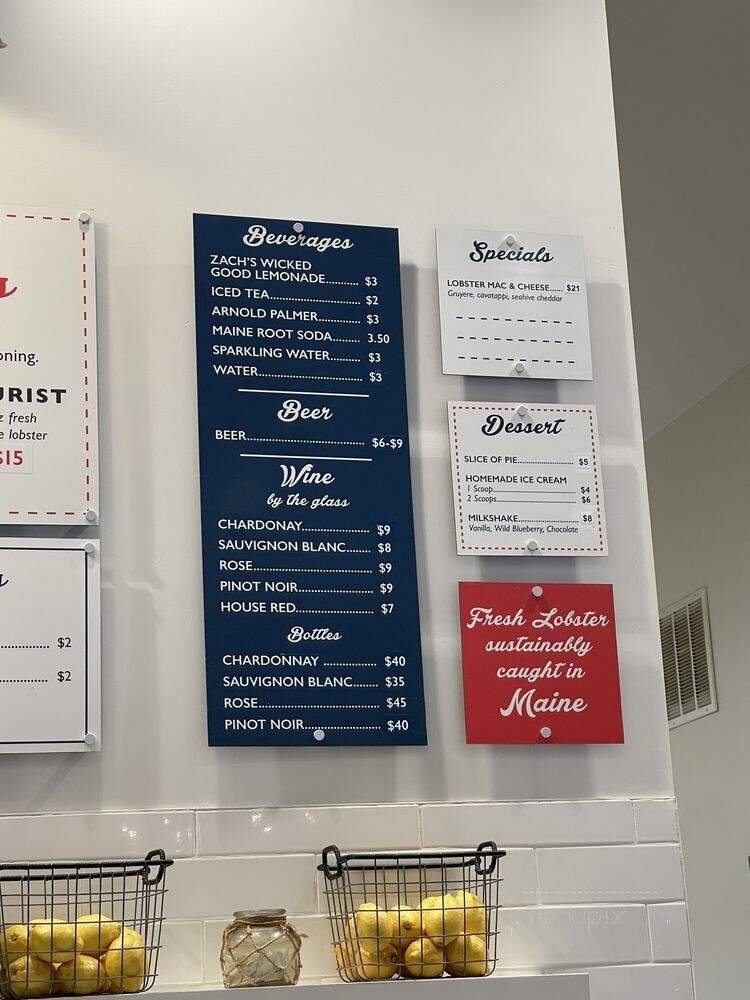 oning.
URIST
z fresh
e lobster
$15
$2
$2
Beverages
ZACH'S WICKED
GOOD LEMONADE........... $3
ICED TEA............................. $2
ARNOLD PALMER............. $3
MAINE ROOT SODA......... 3.50
SPARKLING WATER.......... $3
WATER................................. $3
Beer
BEER..................................... $6-$9
Wine
by the glass
CHARDONAY..................... $9
SAUVIGNON BLANC....... $8
ROSE..................................... $9
PINOT NOIR....................... $9
HOUSE RED......................... $7
Bottles
CHARDONNAY ................. $40
SAUVIGNON BLANC....... $35
ROSE..................................... $45
PINOT NOIR....................... $40
Specials
LOBSTER MAC & CHEESE...... $21
Gruyere, cavatappi, seahive cheddar
Dessert
SLICE OF PIE............................... $5
HOMEMADE ICE CREAM
1 Scoop $4
2 Scoops $6
MILKSHAKE $8
Vanilla, Wild Blueberry, Chocolate
Fresh Lobster
sustainably
caught in
Maine